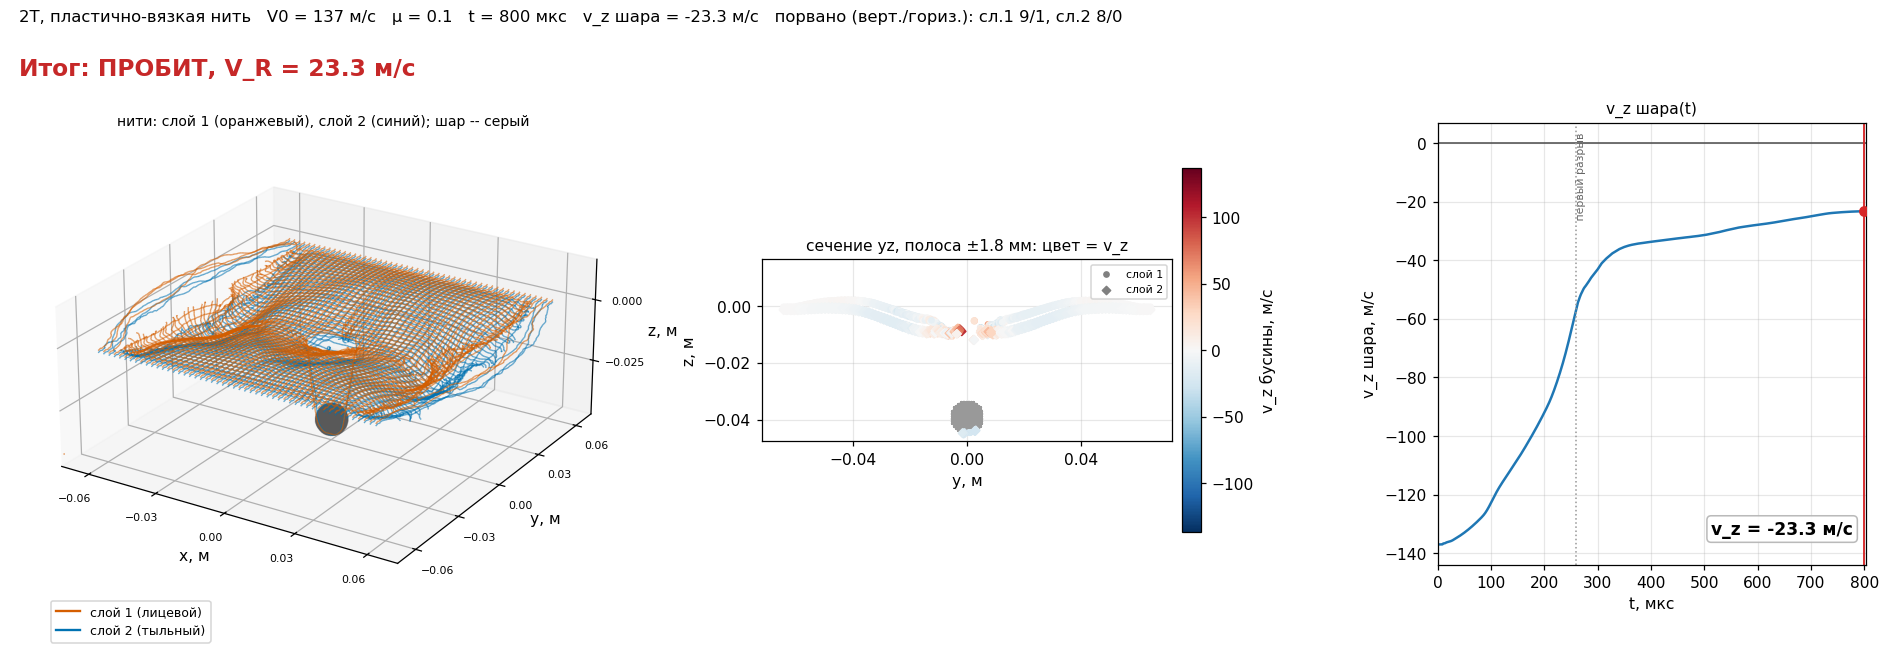 2Т, пластично-вязкая нить   V0 = 137 м/с   μ = 0.1   t = 800 мкс   v_z шара = -23.3 м/с   порвано (верт./гориз.): сл.1 9/1, сл.2 8/0
Итог: ПРОБИТ, V_R = 23.3 м/с
нити: слой 1 (оранжевый), слой 2 (синий); шар -- серый
0.000
−0.025
z, м
−0.06
−0.03
0.00
0.03
0.06
x, м
−0.06
−0.03
0.00
0.03
0.06
y, м
слой 1 (лицевой)
слой 2 (тыльный)
сечение yz, полоса ±1.8 мм: цвет = v_z
слой 1
слой 2
0.00
−0.02
−0.04
z, м
−0.04
0.00
0.04
y, м
100
50
0
−50
−100
v_z бусины, м/с
v_z шара(t)
первый разрыв
0
−20
−40
−60
−80
−100
−120
−140
v_z шара, м/с
v_z = -23.3 м/с
0
100
200
300
400
500
600
700
800
t, мкс